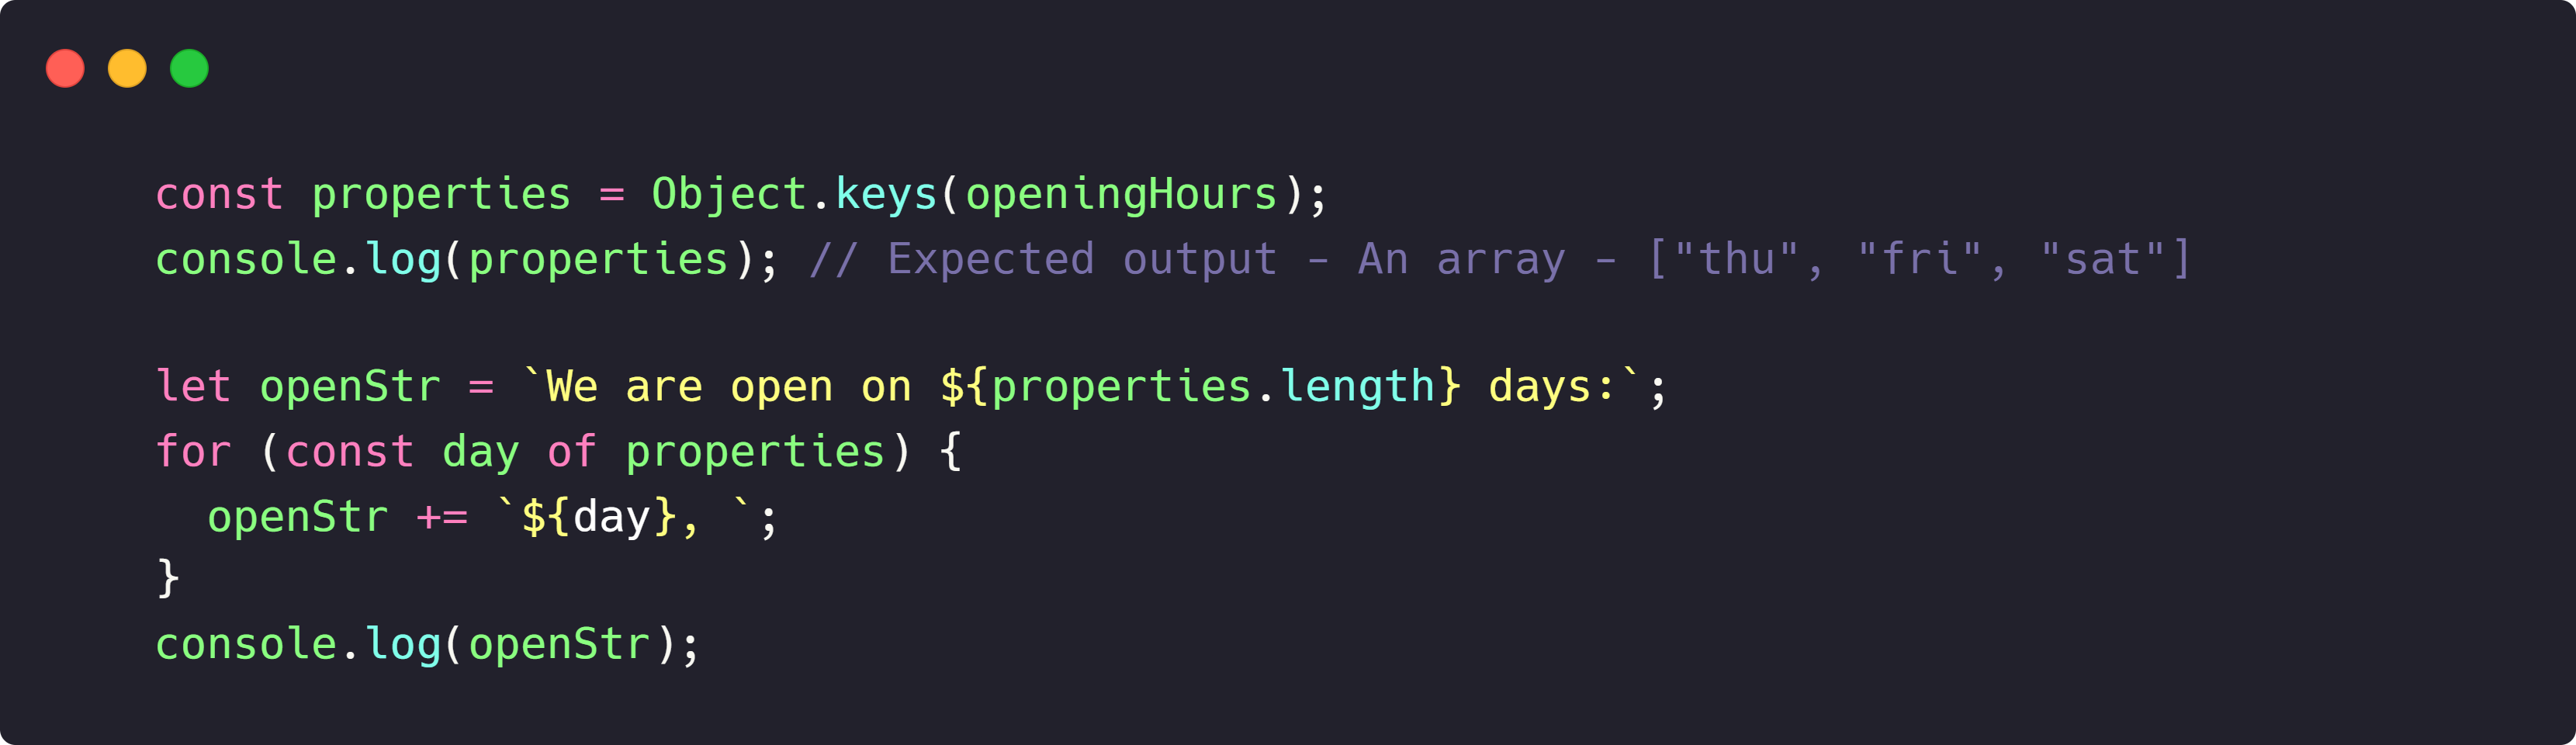 const properties = Object.keys(openingHours);
console.log(properties); // Expected output - An array - ["thu", "fri", "sat"]

let openStr = `We are open on ${properties.length} days:`;
for (const day of properties) {
  openStr += `${day}, `;
}
console.log(openStr);